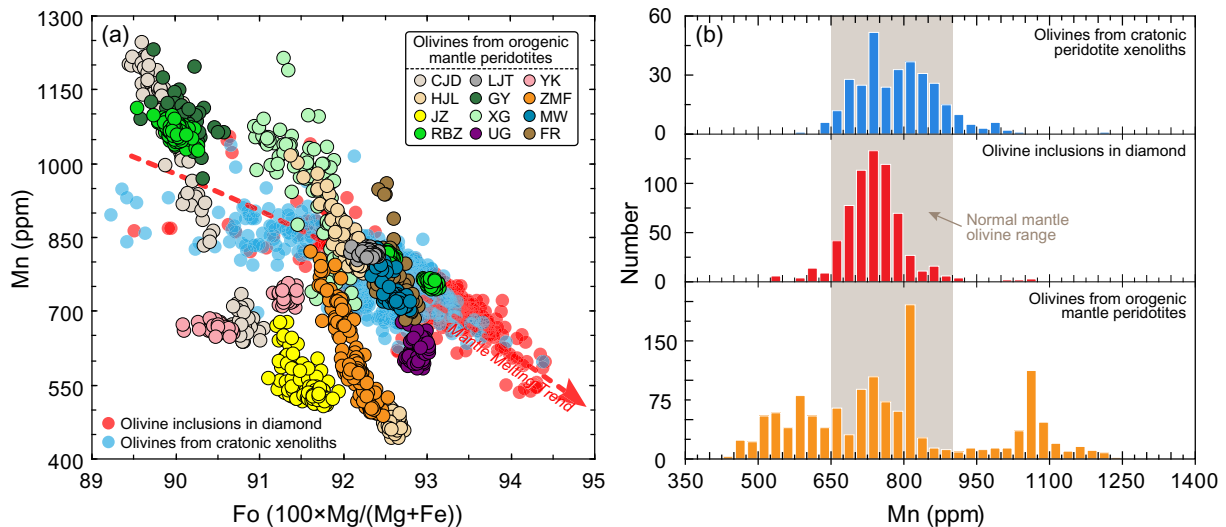 (a)
Olivines from orogenic
mantle peridotites
CJD
LJT
YK
HJL
GY
ZMF
JZ
XG
MW
RBZ
UG
FR
Mantle Melting Trend
Olivine inclusions in diamond
Olivines from cratonic xenoliths
1300
1150
1000
850
700
550
400
Mn (ppm)
89 90 91 92 93 94 95
Fo (100×Mg/(Mg+Fe))
(b)
Olivines from cratonic
peridotite xenoliths
60
30
0
Olivine inclusions in diamond
Normal mantle
olivine range
100
50
0
Olivines from orogenic
mantle peridotites
150
75
0
Number
350 500 650 800 950 1100 1250 1400
Mn (ppm)